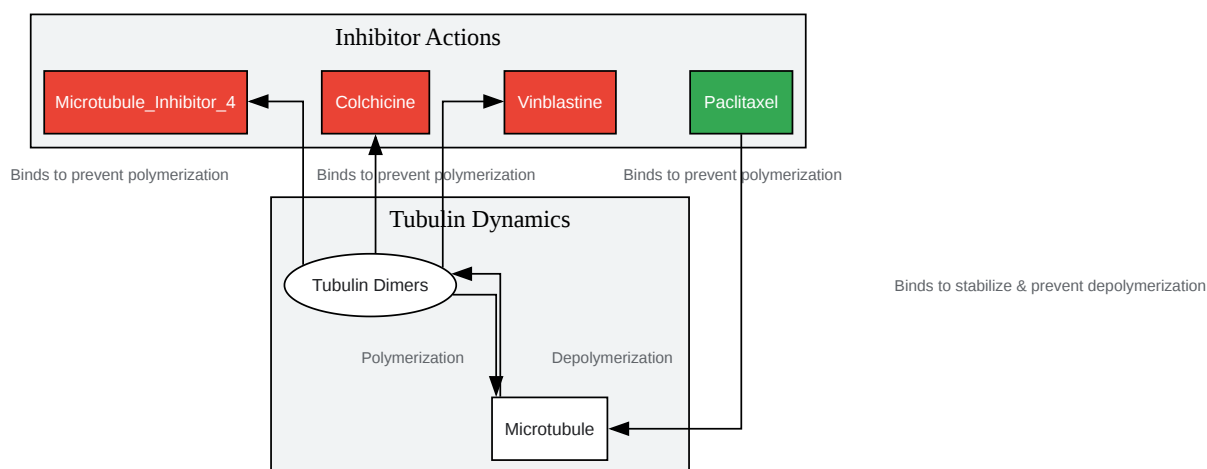 Inhibitor Actions
Microtubule_Inhibitor_4
Colchicine
Vinblastine
Paclitaxel
Binds to prevent polymerization
Binds to prevent polymerization
Binds to prevent polymerization
Tubulin Dynamics
Tubulin Dimers
Binds to stabilize & prevent depolymerization
Polymerization
Depolymerization
Microtubule